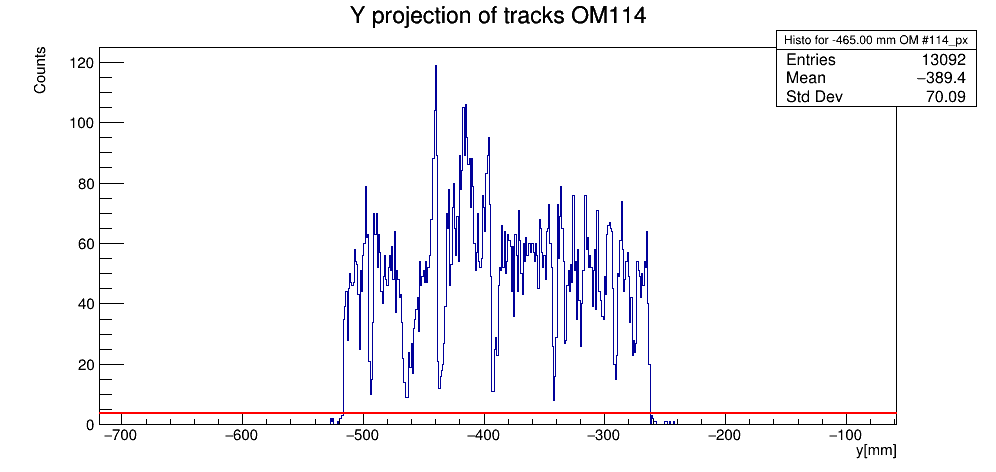 Y projection of tracks OM114
Histo for -465.00 mm OM #114_px
Entries 13092
Mean −389.4
Std Dev 70.09
Counts
120
100
80
60
40
20
0
−700 −600 −500 −400 −300 −200 −100
y[mm]